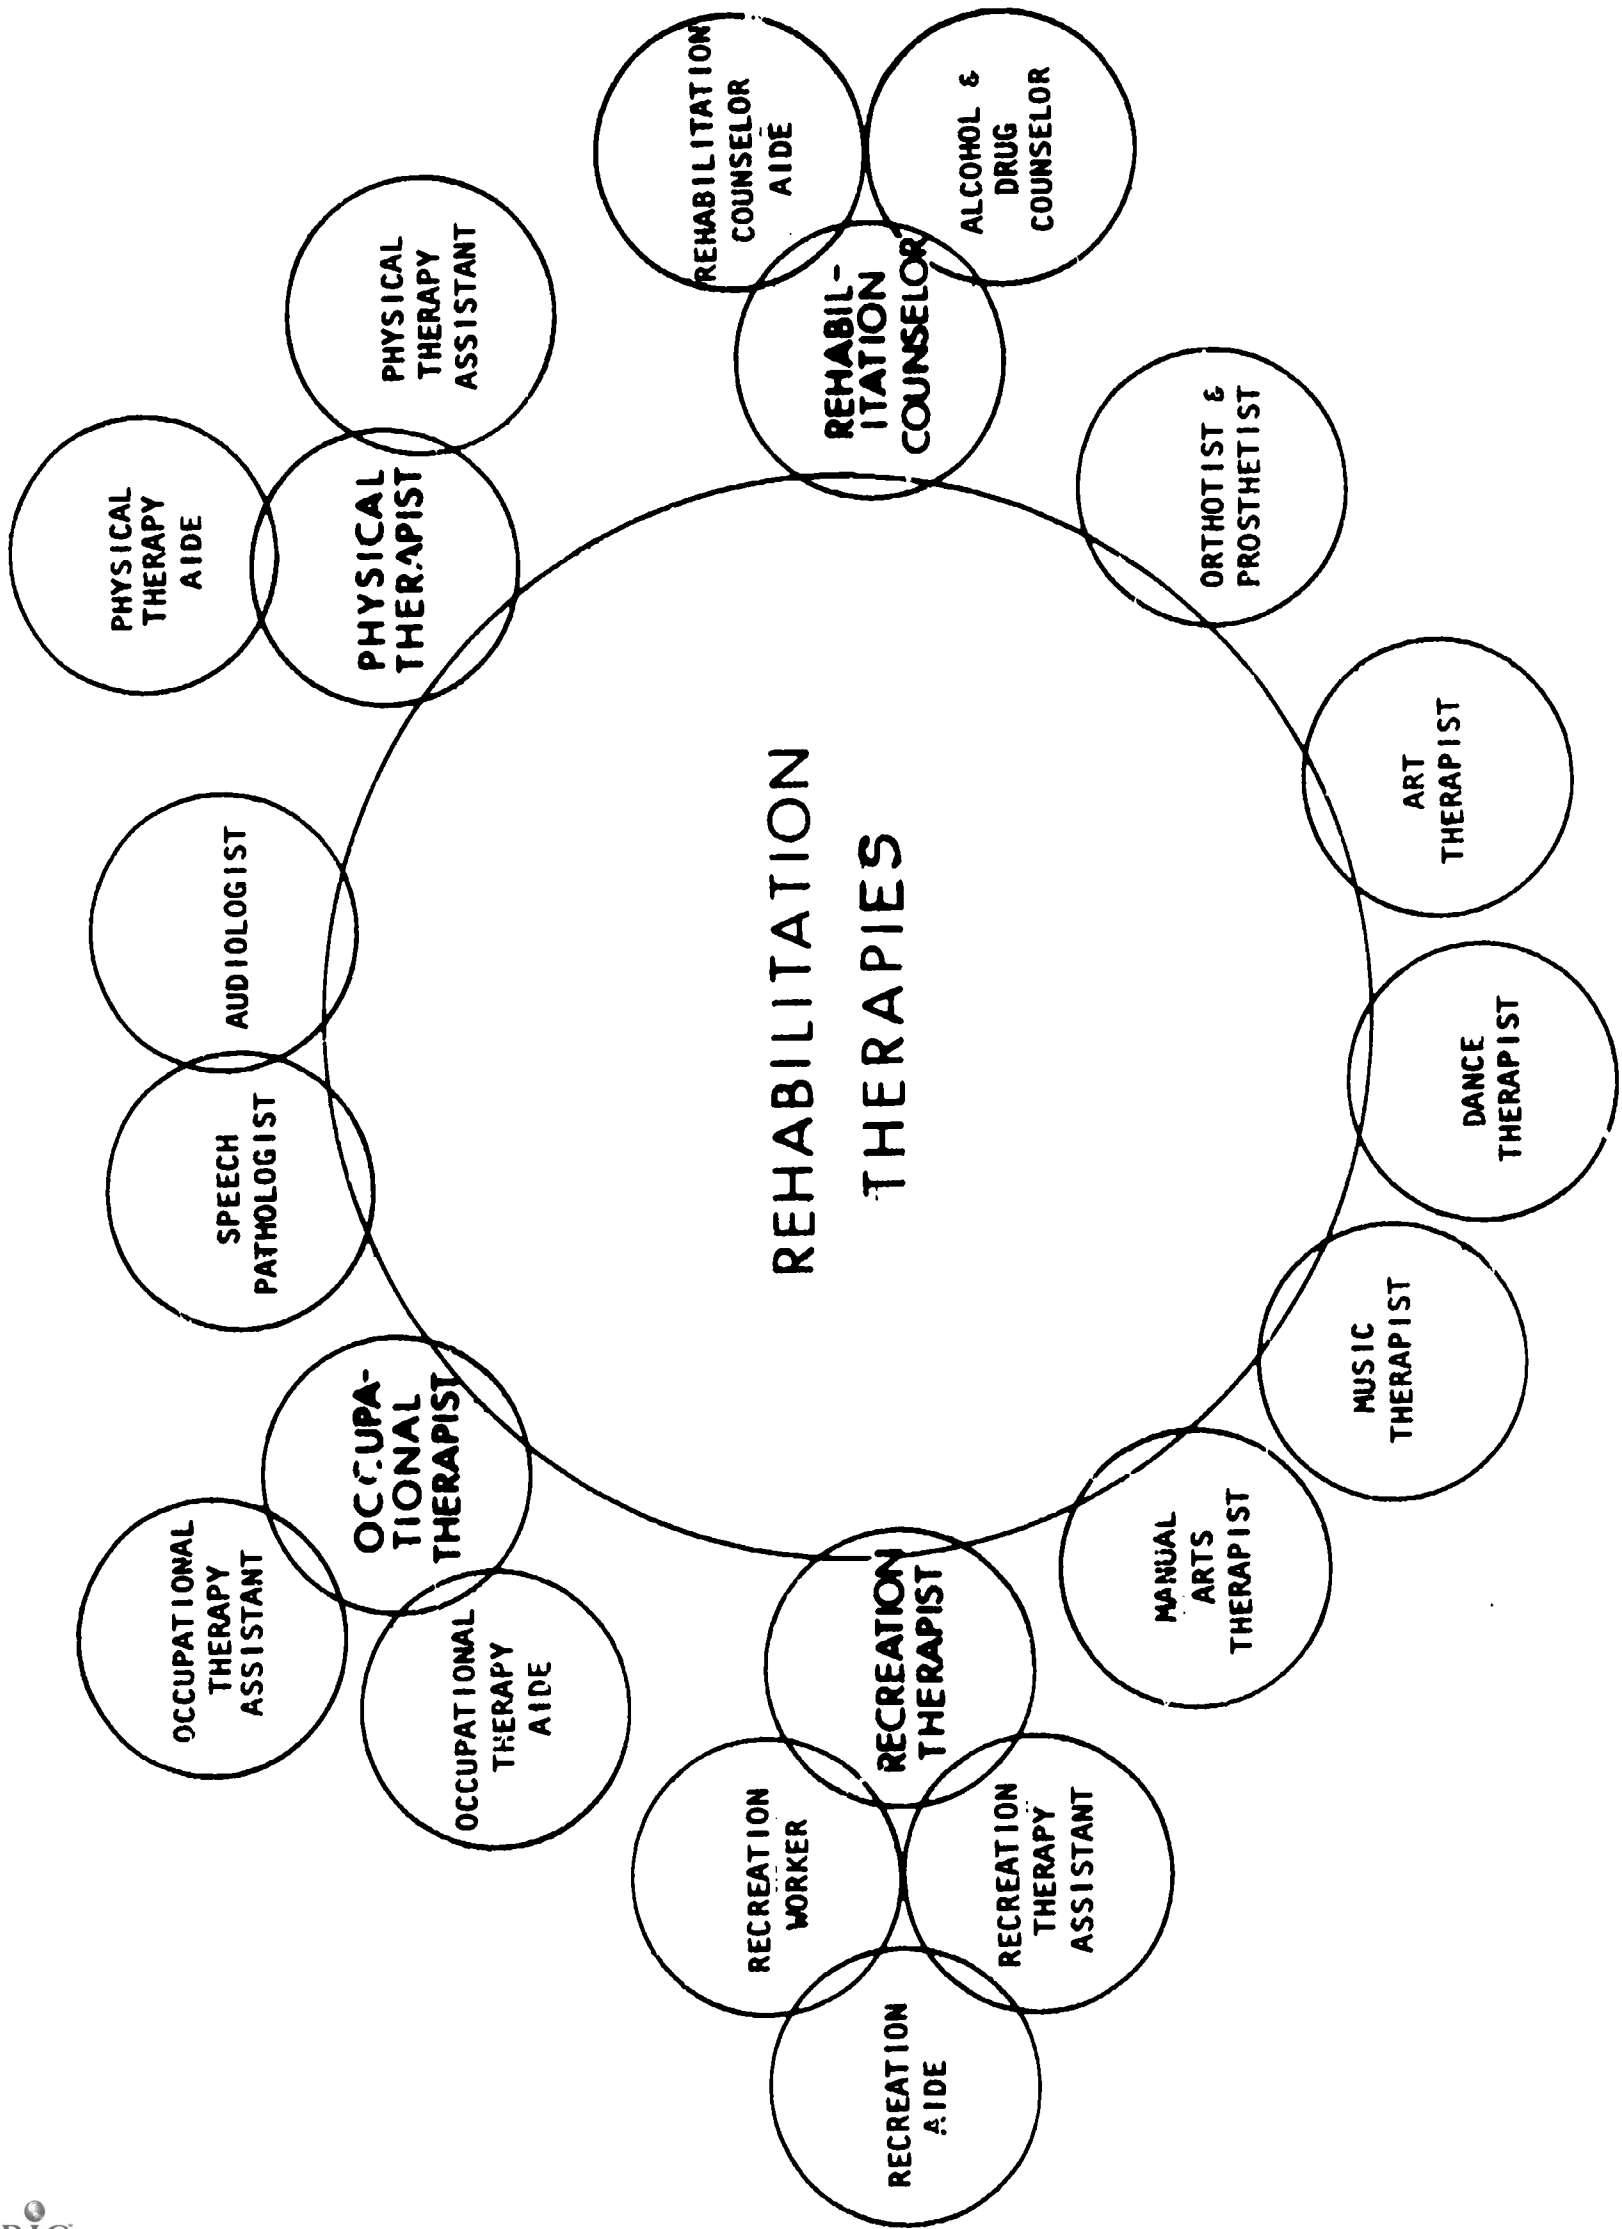 REHABILITATION
THERAPIES
OCCUPATIONAL
THERAPY
ASSISTANT
OCCUPATIONAL
THERAPY
AIDE
OCCUPA-
TIONAL
THERAPIST
SPEECH
PATHOLOGIST
AUDIOLOGIST
PHYSICAL
THERAPIST
PHYSICAL
THERAPY
AIDE
PHYSICAL
THERAPY
ASSISTANT
REHABIL-
ITATION
COUNSELOR
REHABILITATION
COUNSELOR
AIDE
ALCOHOL &
DRUG
COUNSELOR
ORTHOTIST &
PROSTHETIST
ART
THERAPIST
DANCE
THERAPIST
MUSIC
THERAPIST
MANUAL
ARTS
THERAPIST
RECREATION
THERAPIST
RECREATION
WORKER
RECREATION
THERAPY
ASSISTANT
RECREATION
AIDE